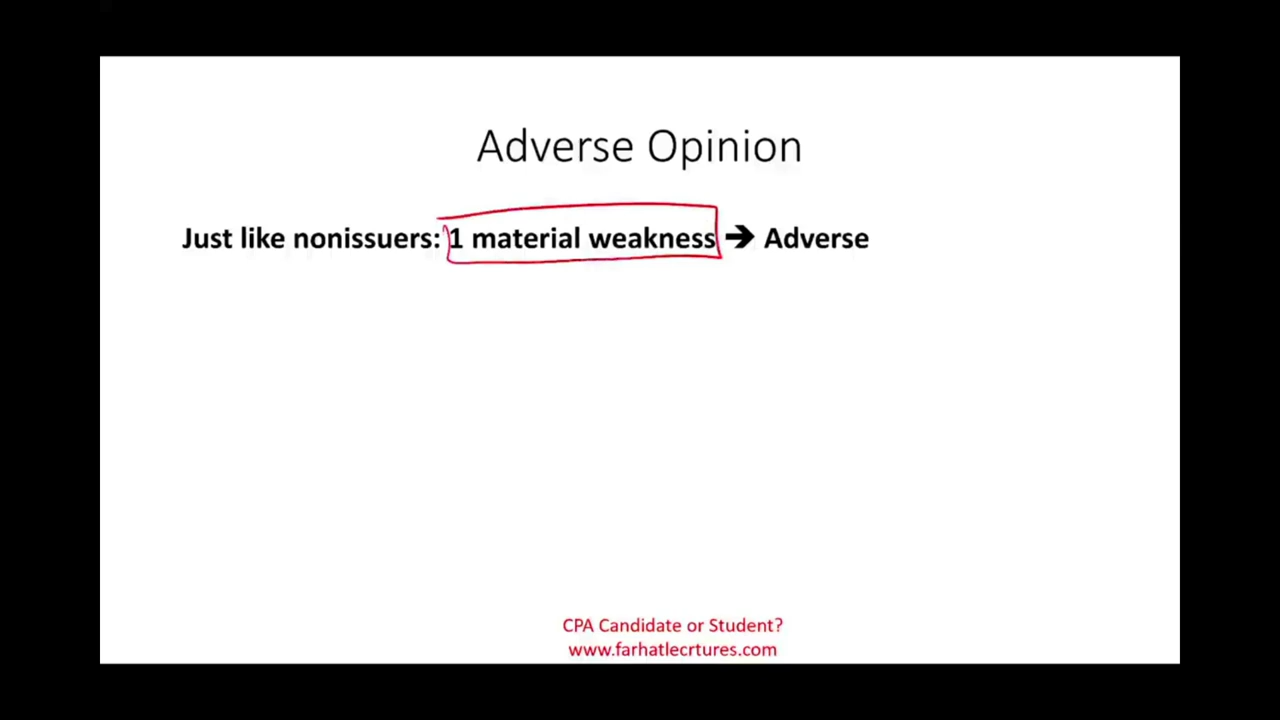 Adverse Opinion
Just like nonissuers: 1 material weakness → Adverse
CPA Candidate or Student?
www.farhatlecrtures.com